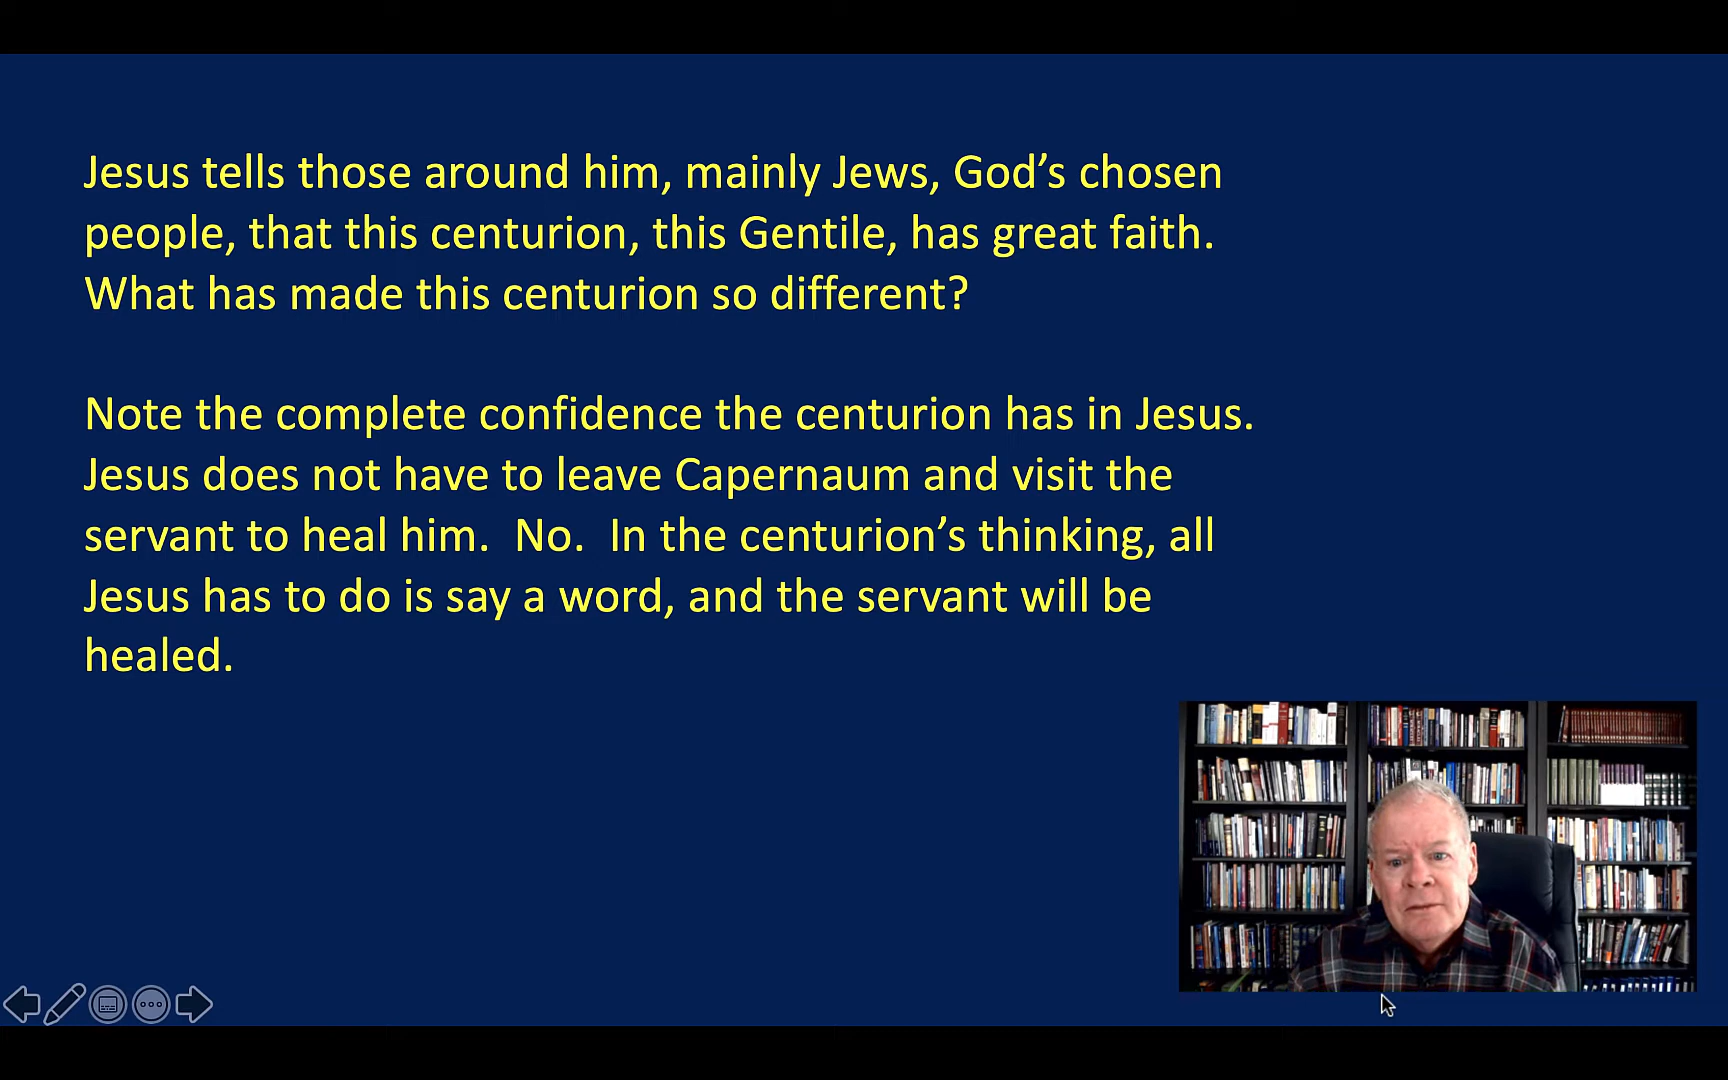 Jesus tells those around him, mainly Jews, God’s chosen
people, that this centurion, this Gentile, has great faith.
What has made this centurion so different?
Note the complete confidence the centurion has in Jesus.
Jesus does not have to leave Capernaum and visit the
servant to heal him.  No.  In the centurion’s thinking, all
Jesus has to do is say a word, and the servant will be
healed.